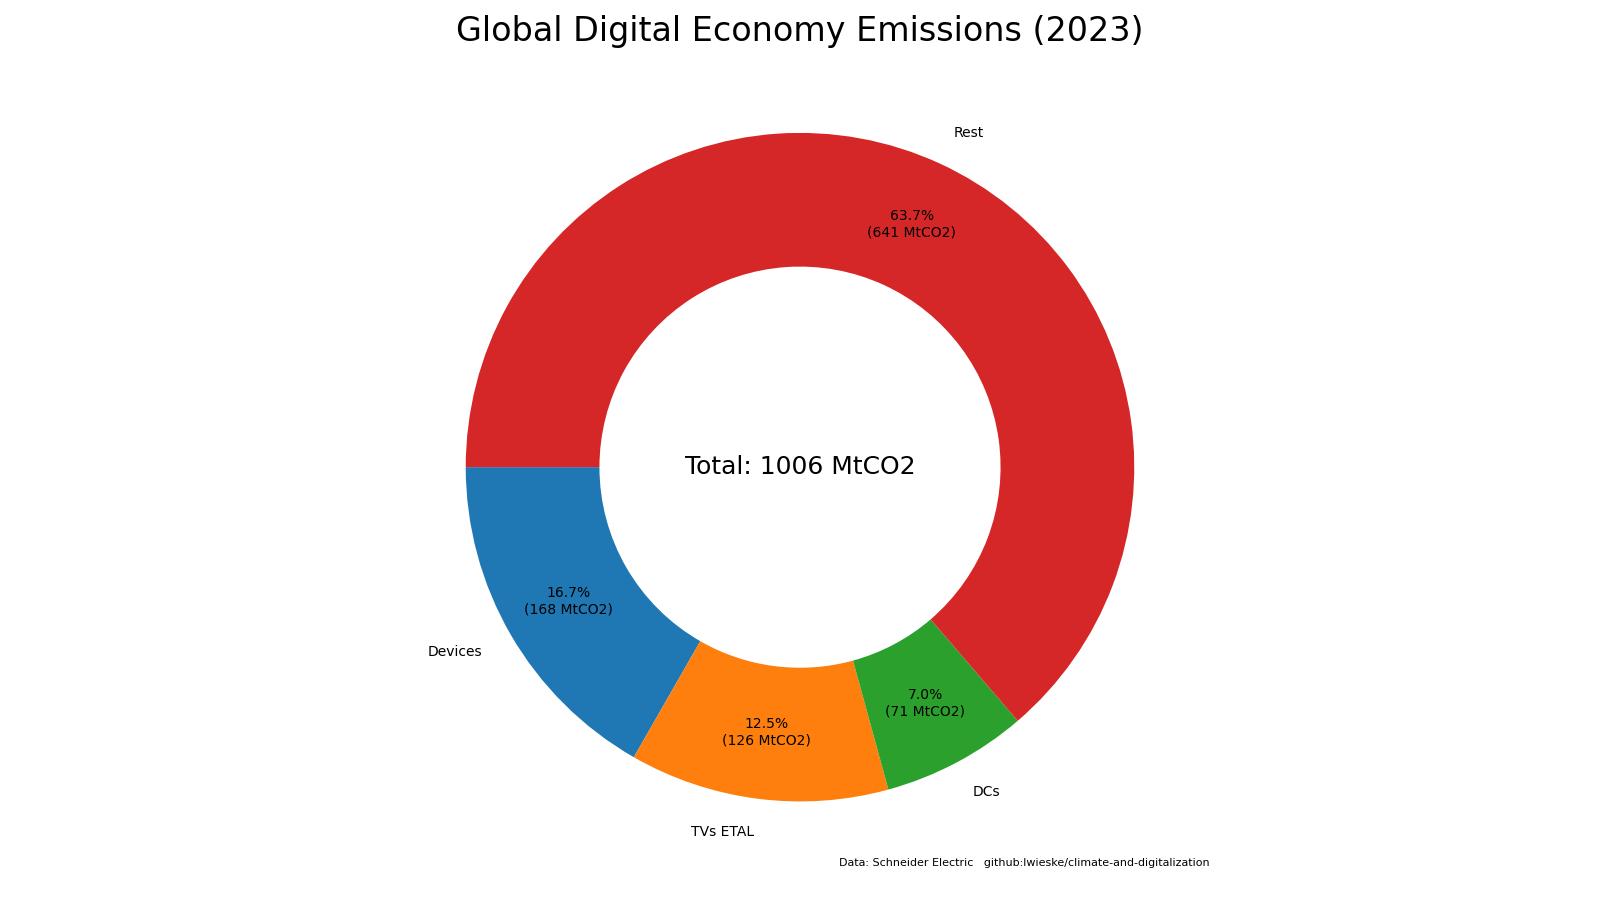 Global Digital Economy Emissions (2023)
Rest
63.7%
(641 MtCO2)
Total: 1006 MtCO2
16.7%
(168 MtCO2)
Devices
7.0%
(71 MtCO2)
12.5%
(126 MtCO2)
DCs
TVs ETAL
Data: Schneider Electric   github:lwieske/climate-and-digitalization